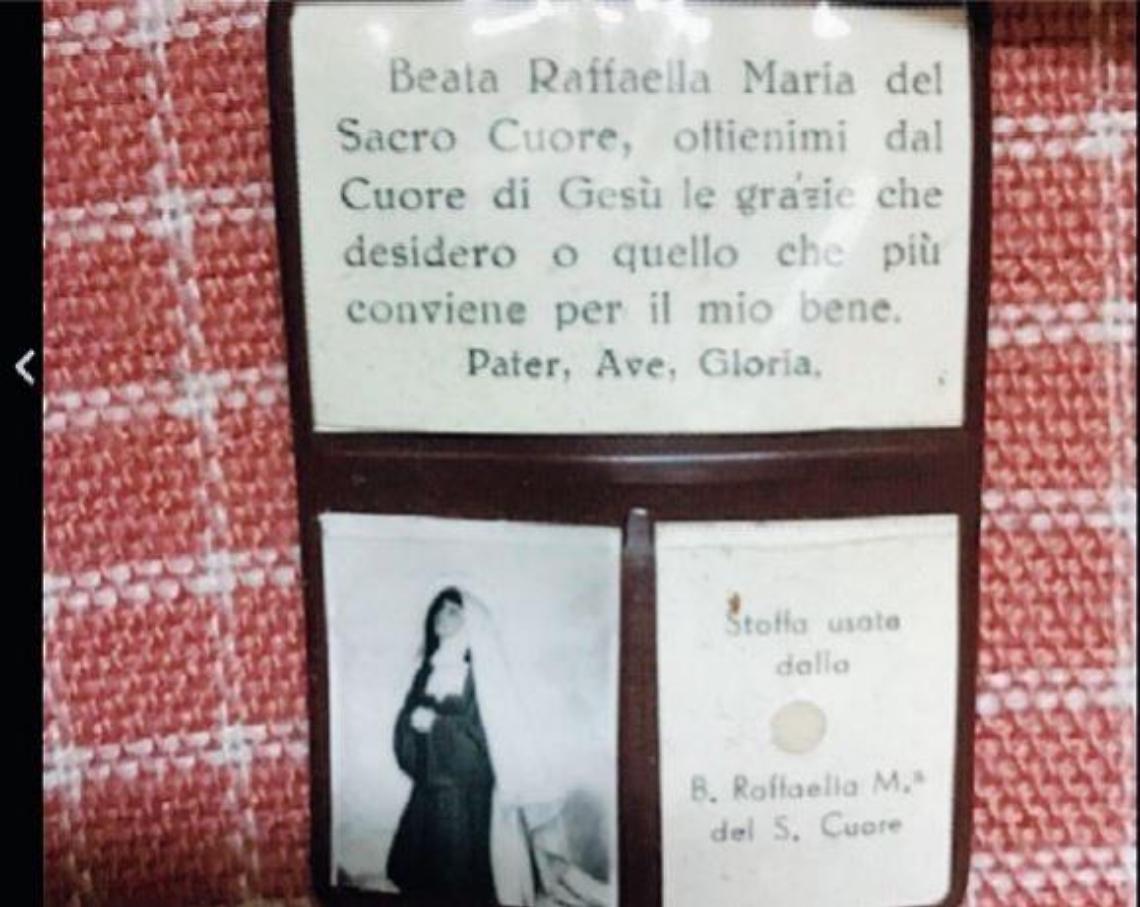 Beata Raffaella Maria del
Sacro Cuore, ottienimi dal
Cuore di Gesù le grazie che
desidero o quello che più
conviene per il mio bene.
Pater, Ave, Gloria.
Stoffa usata
dalla
B. Raffaella M.ª
del S. Cuore